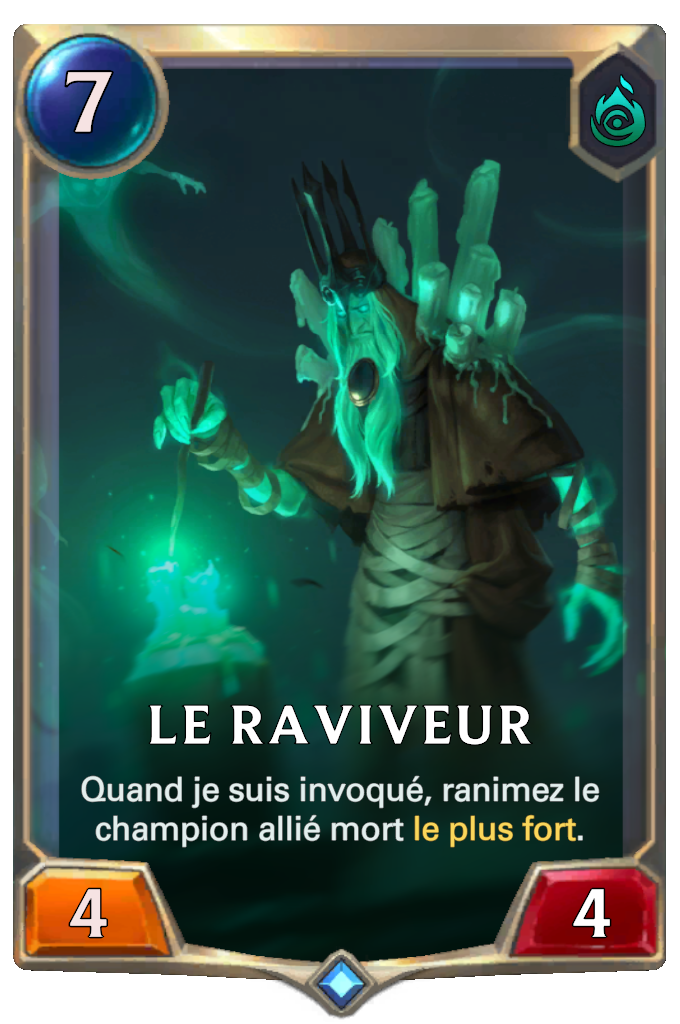 7
LE RAVIVEUR
Quand je suis invoqué, ranimez le
champion allié mort le plus fort.
4
4